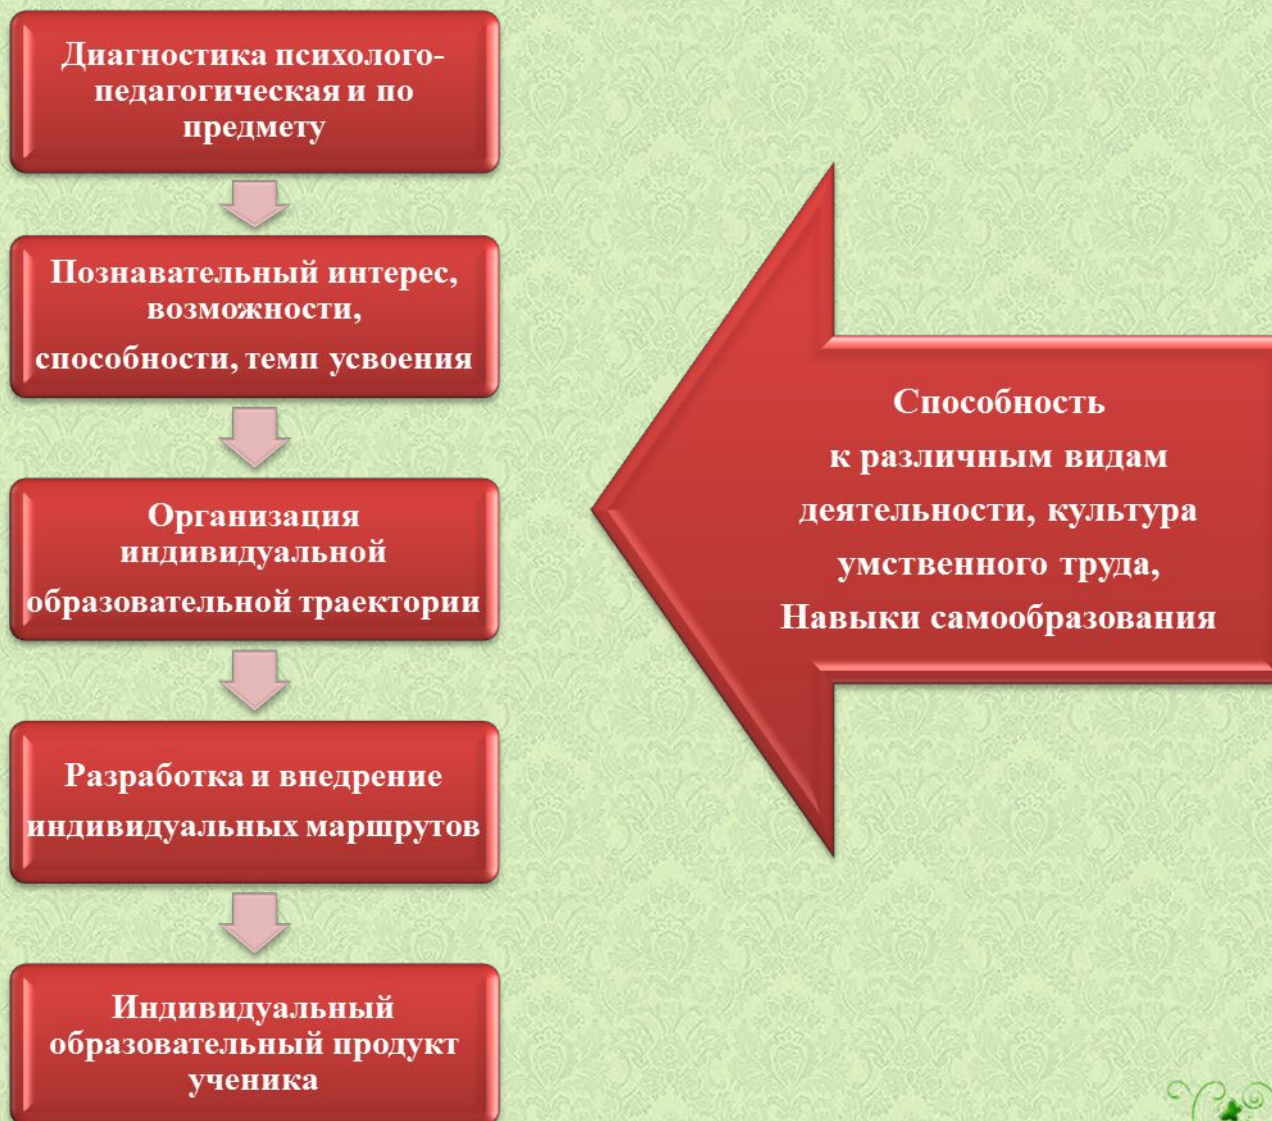 Диагностика психолого-
педагогическая и по
предмету
Познавательный интерес,
возможности,
способности, темп усвоения
Организация
индивидуальной
образовательной траектории
Разработка и внедрение
индивидуальных маршрутов
Индивидуальный
образовательный продукт
ученика
Способность
к различным видам
деятельности, культура
умственного труда,
Навыки самообразования